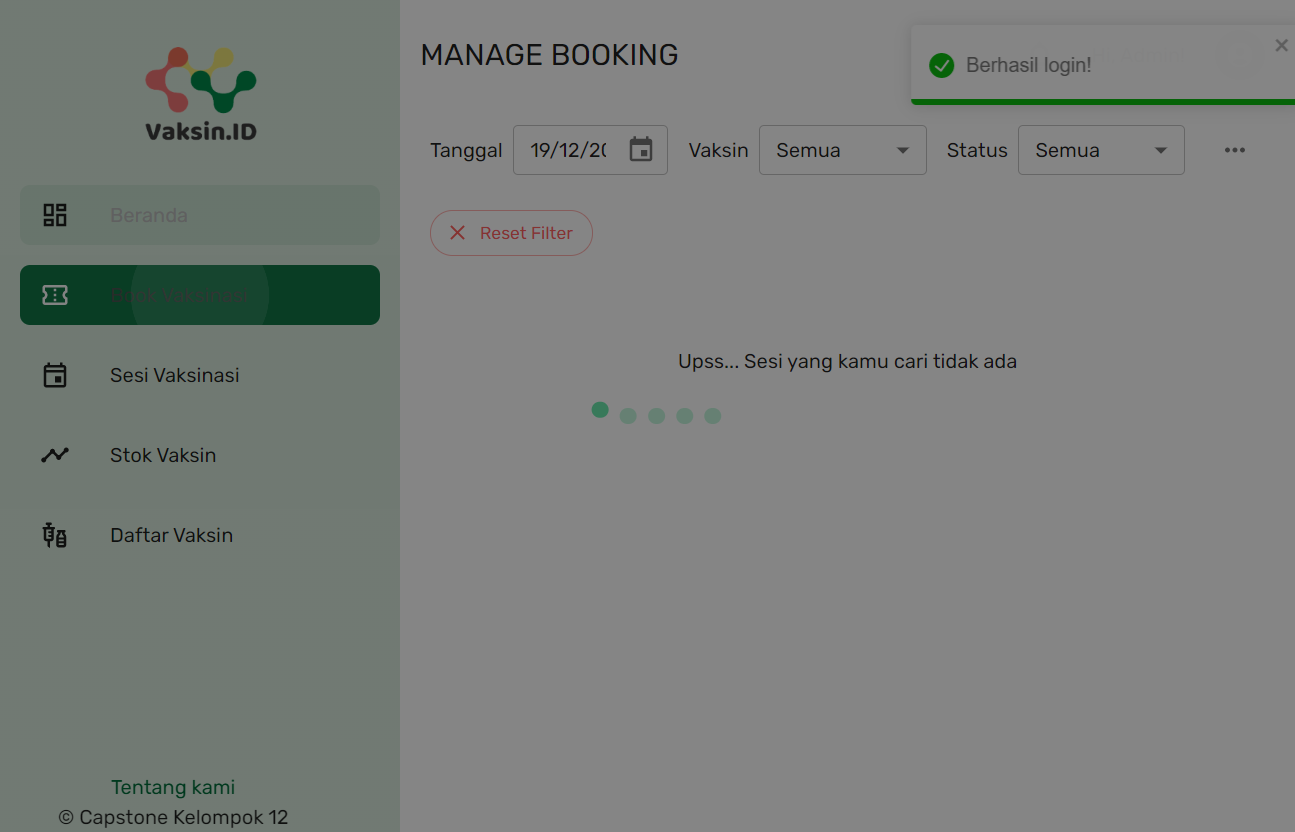 Vaksin.ID
Beranda
Book Vaksinasi
Sesi Vaksinasi
Stok Vaksin
Daftar Vaksin
Tentang kami
© Capstone Kelompok 12
MANAGE BOOKING
Berhasil login!
Tanggal 19/12/20 Vaksin Semua Status Semua
Reset Filter
Upss... Sesi yang kamu cari tidak ada